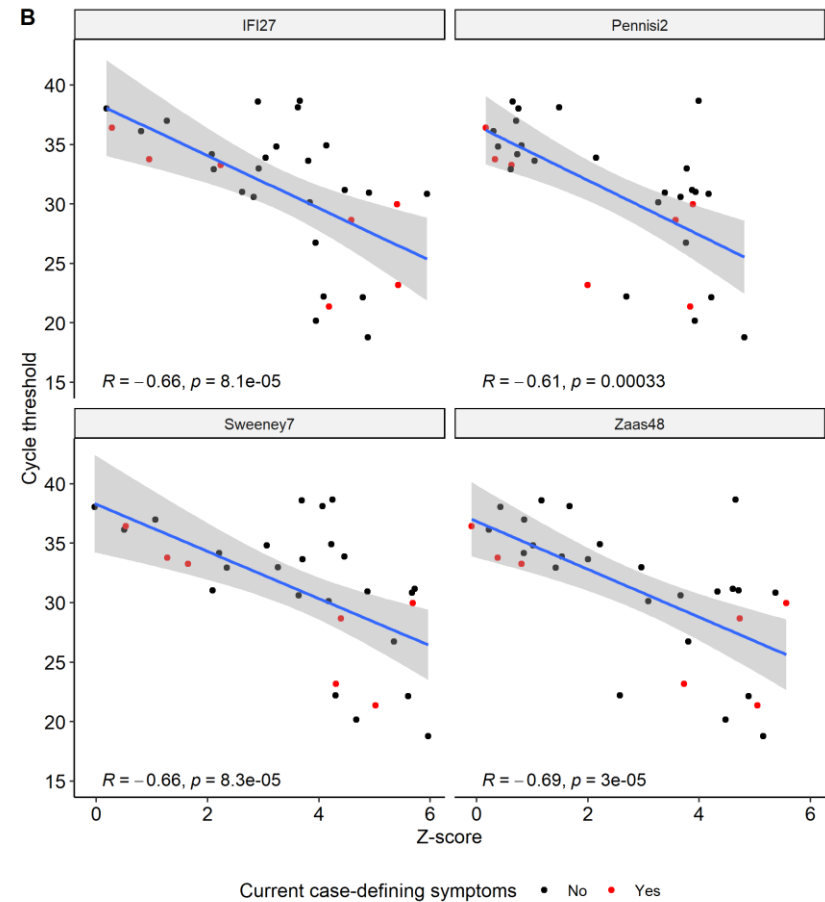 B
IFI27
Pennisi2
40
35
30
25
20
15
R = −0.66, p = 8.1e-05
R = −0.61, p = 0.00033
Cycle threshold
Sweeney7
Zaas48
40
35
30
25
20
15
R = −0.66, p = 8.3e-05
R = −0.69, p = 3e-05
0 2 4 6 0 2 4 6
Z-score
Current case-defining symptoms No Yes